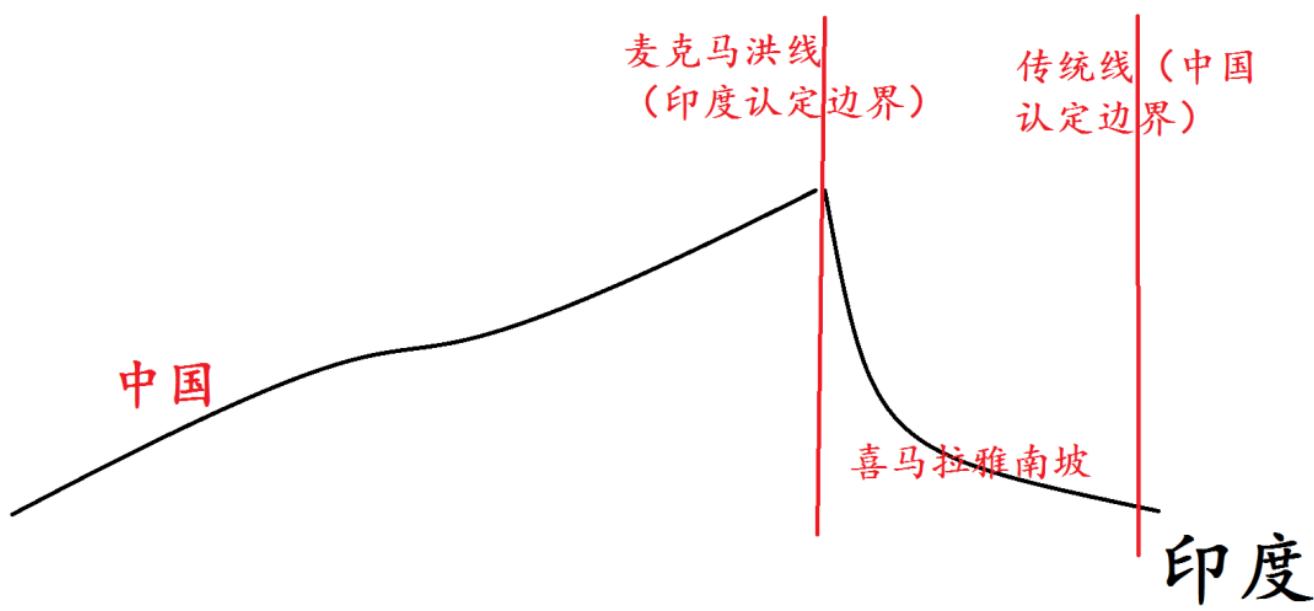 麦克马洪线
（印度认定边界）
传统线（中国
认定边界）
中国
喜马拉雅南坡
印度